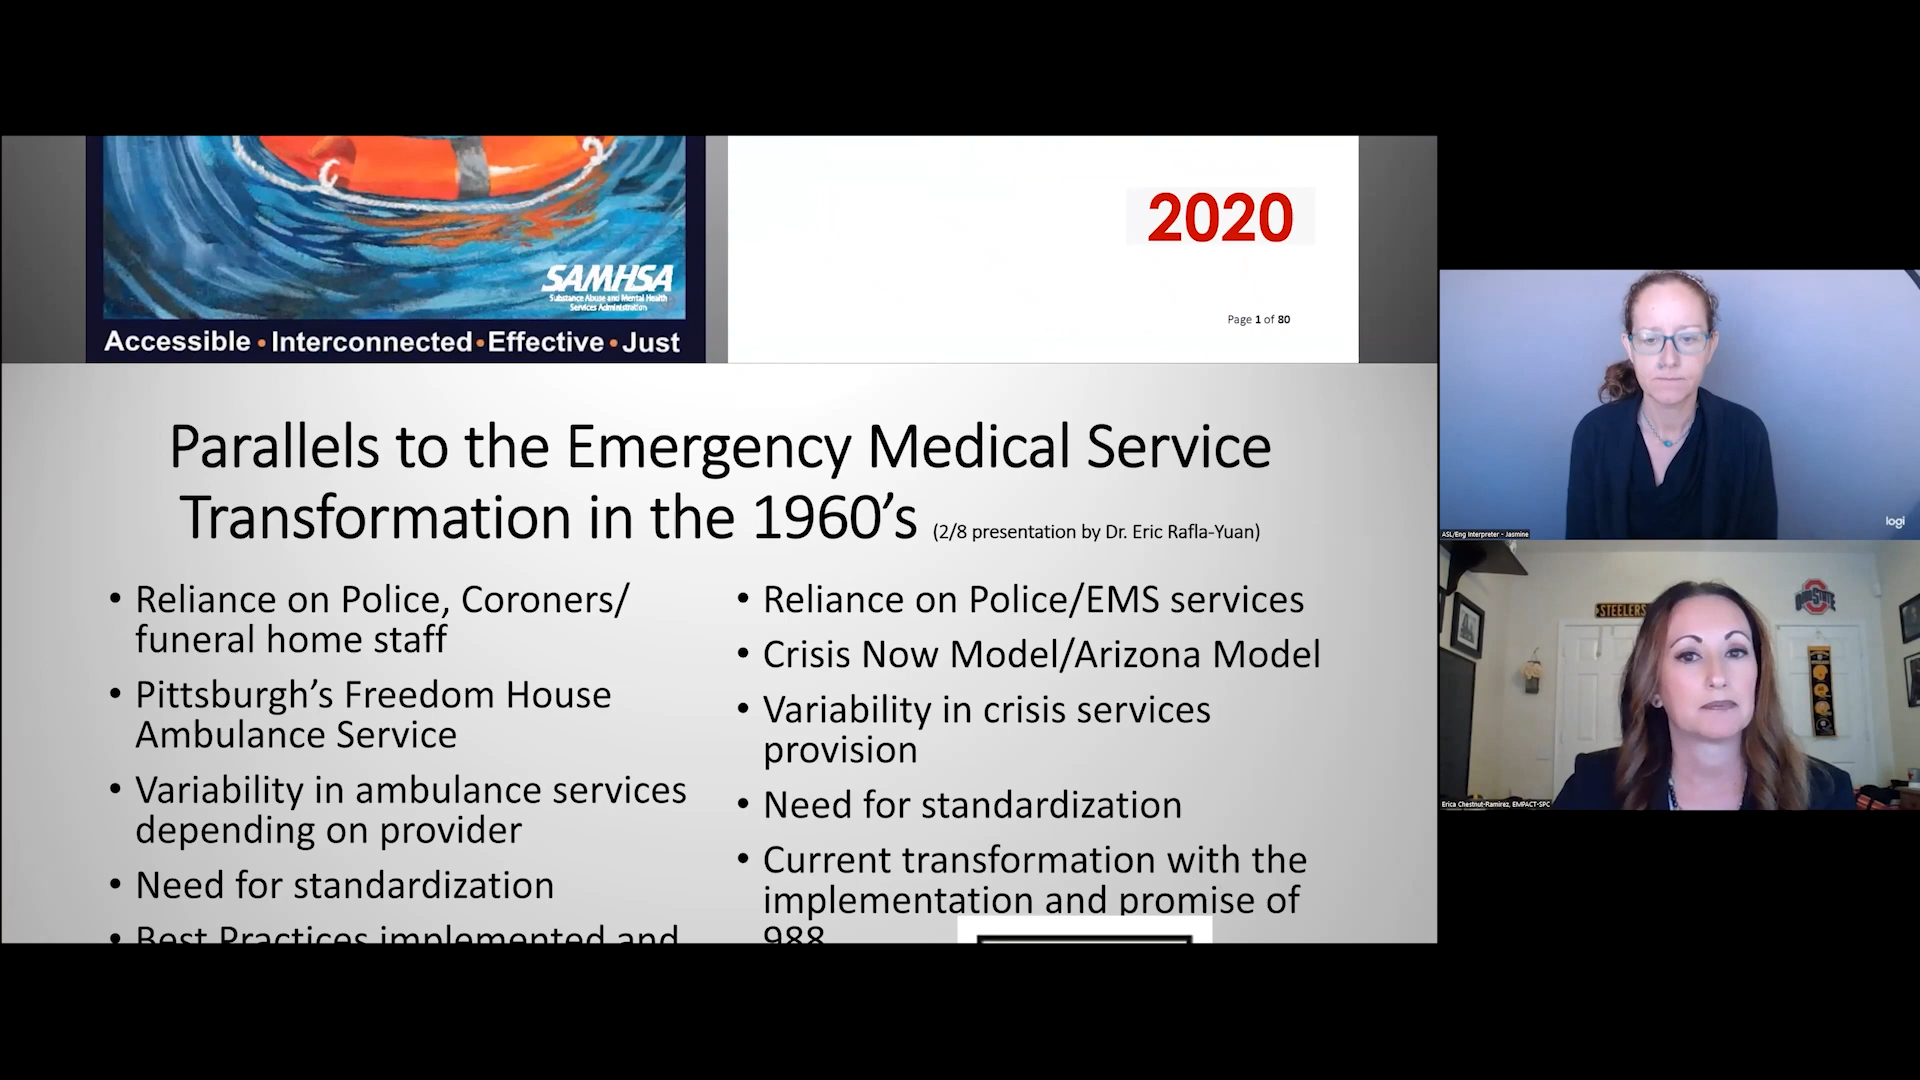 2020
SAMHSA
Substance Abuse and Mental Health
Services Administration
Page 1 of 80
Accessible • Interconnected • Effective • Just
Parallels to the Emergency Medical Service
Transformation in the 1960’s (2/8 presentation by Dr. Eric Rafla-Yuan)
• Reliance on Police, Coroners/
funeral home staff
• Pittsburgh’s Freedom House
Ambulance Service
• Variability in ambulance services
depending on provider
• Need for standardization
• Best Practices implemented and
• Reliance on Police/EMS services
• Crisis Now Model/Arizona Model
• Variability in crisis services
provision
• Need for standardization
• Current transformation with the
implementation and promise of
988
logi
ASL/Eng Interpreter - Jasmine
STEELERS
OHIO STATE
Erica Chestnut-Ramirez, EMPACT-SPC